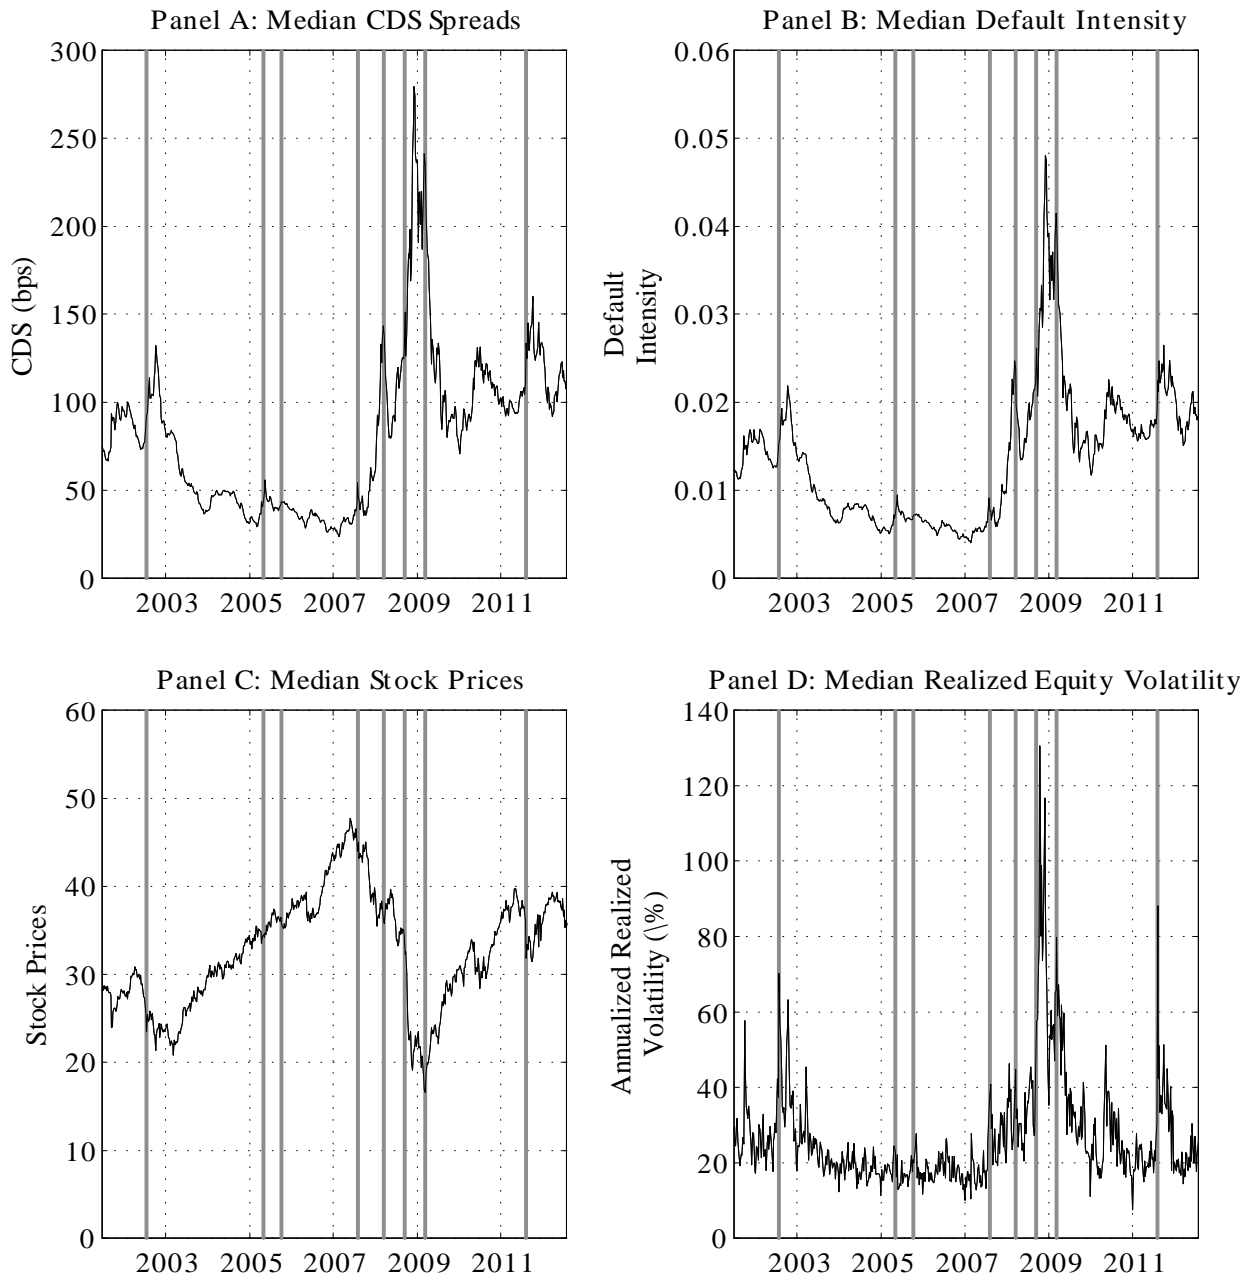 Panel A: Median CDS Spreads
300
250
200
150
100
50
0
CDS (bps)
2003 2005 2007 2009 2011
Panel B: Median Default Intensity
0.06
0.05
0.04
0.03
0.02
0.01
0
Default
Intensity
2003 2005 2007 2009 2011
Panel C: Median Stock Prices
60
50
40
30
20
10
0
Stock Prices
2003 2005 2007 2009 2011
Panel D: Median Realized Equity Volatility
140
120
100
80
60
40
20
0
Annualized Realized
Volatility (\%)
2003 2005 2007 2009 2011